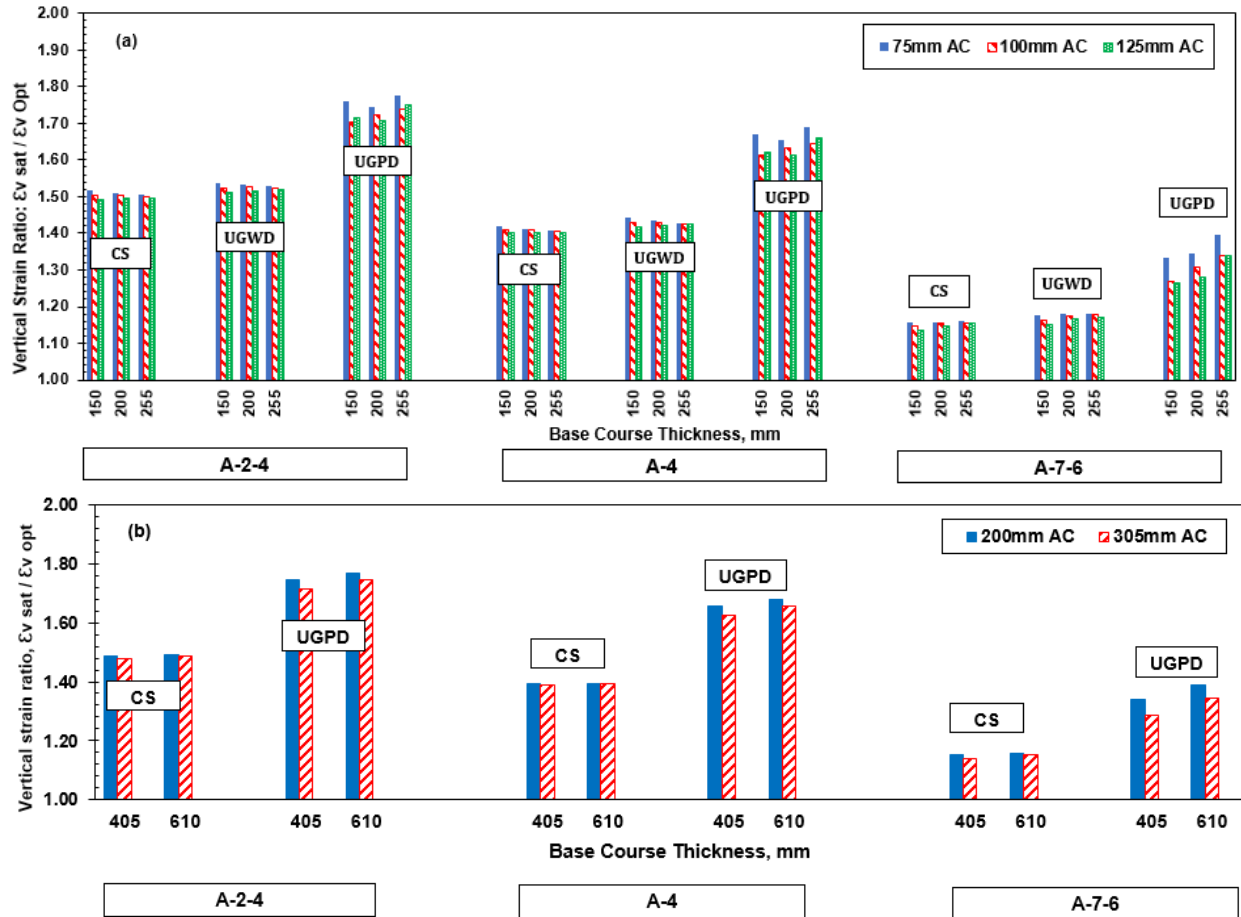 (a)
75mm AC 100mm AC 125mm AC
Vertical Strain Ratio: Ɛv sat / Ɛv Opt
2.00
1.90
1.80
1.70
1.60
1.50
1.40
1.30
1.20
1.10
1.00
CS UGWD UGPD CS UGWD UGPD CS UGWD UGPD
150 200 255 150 200 255 150 200 255 150 200 255 150 200 255 150 200 255 150 200 255 150 200 255 150 200 255
Base Course Thickness, mm
A-2-4 A-4 A-7-6
(b)
200mm AC 305mm AC
Vertical strain ratio, Ɛv sat / Ɛv opt
2.00
1.80
1.60
1.40
1.20
1.00
CS UGPD CS UGPD CS UGPD
405 610 405 610 405 610 405 610 405 610 405 610
Base Course Thickness, mm
A-2-4 A-4 A-7-6